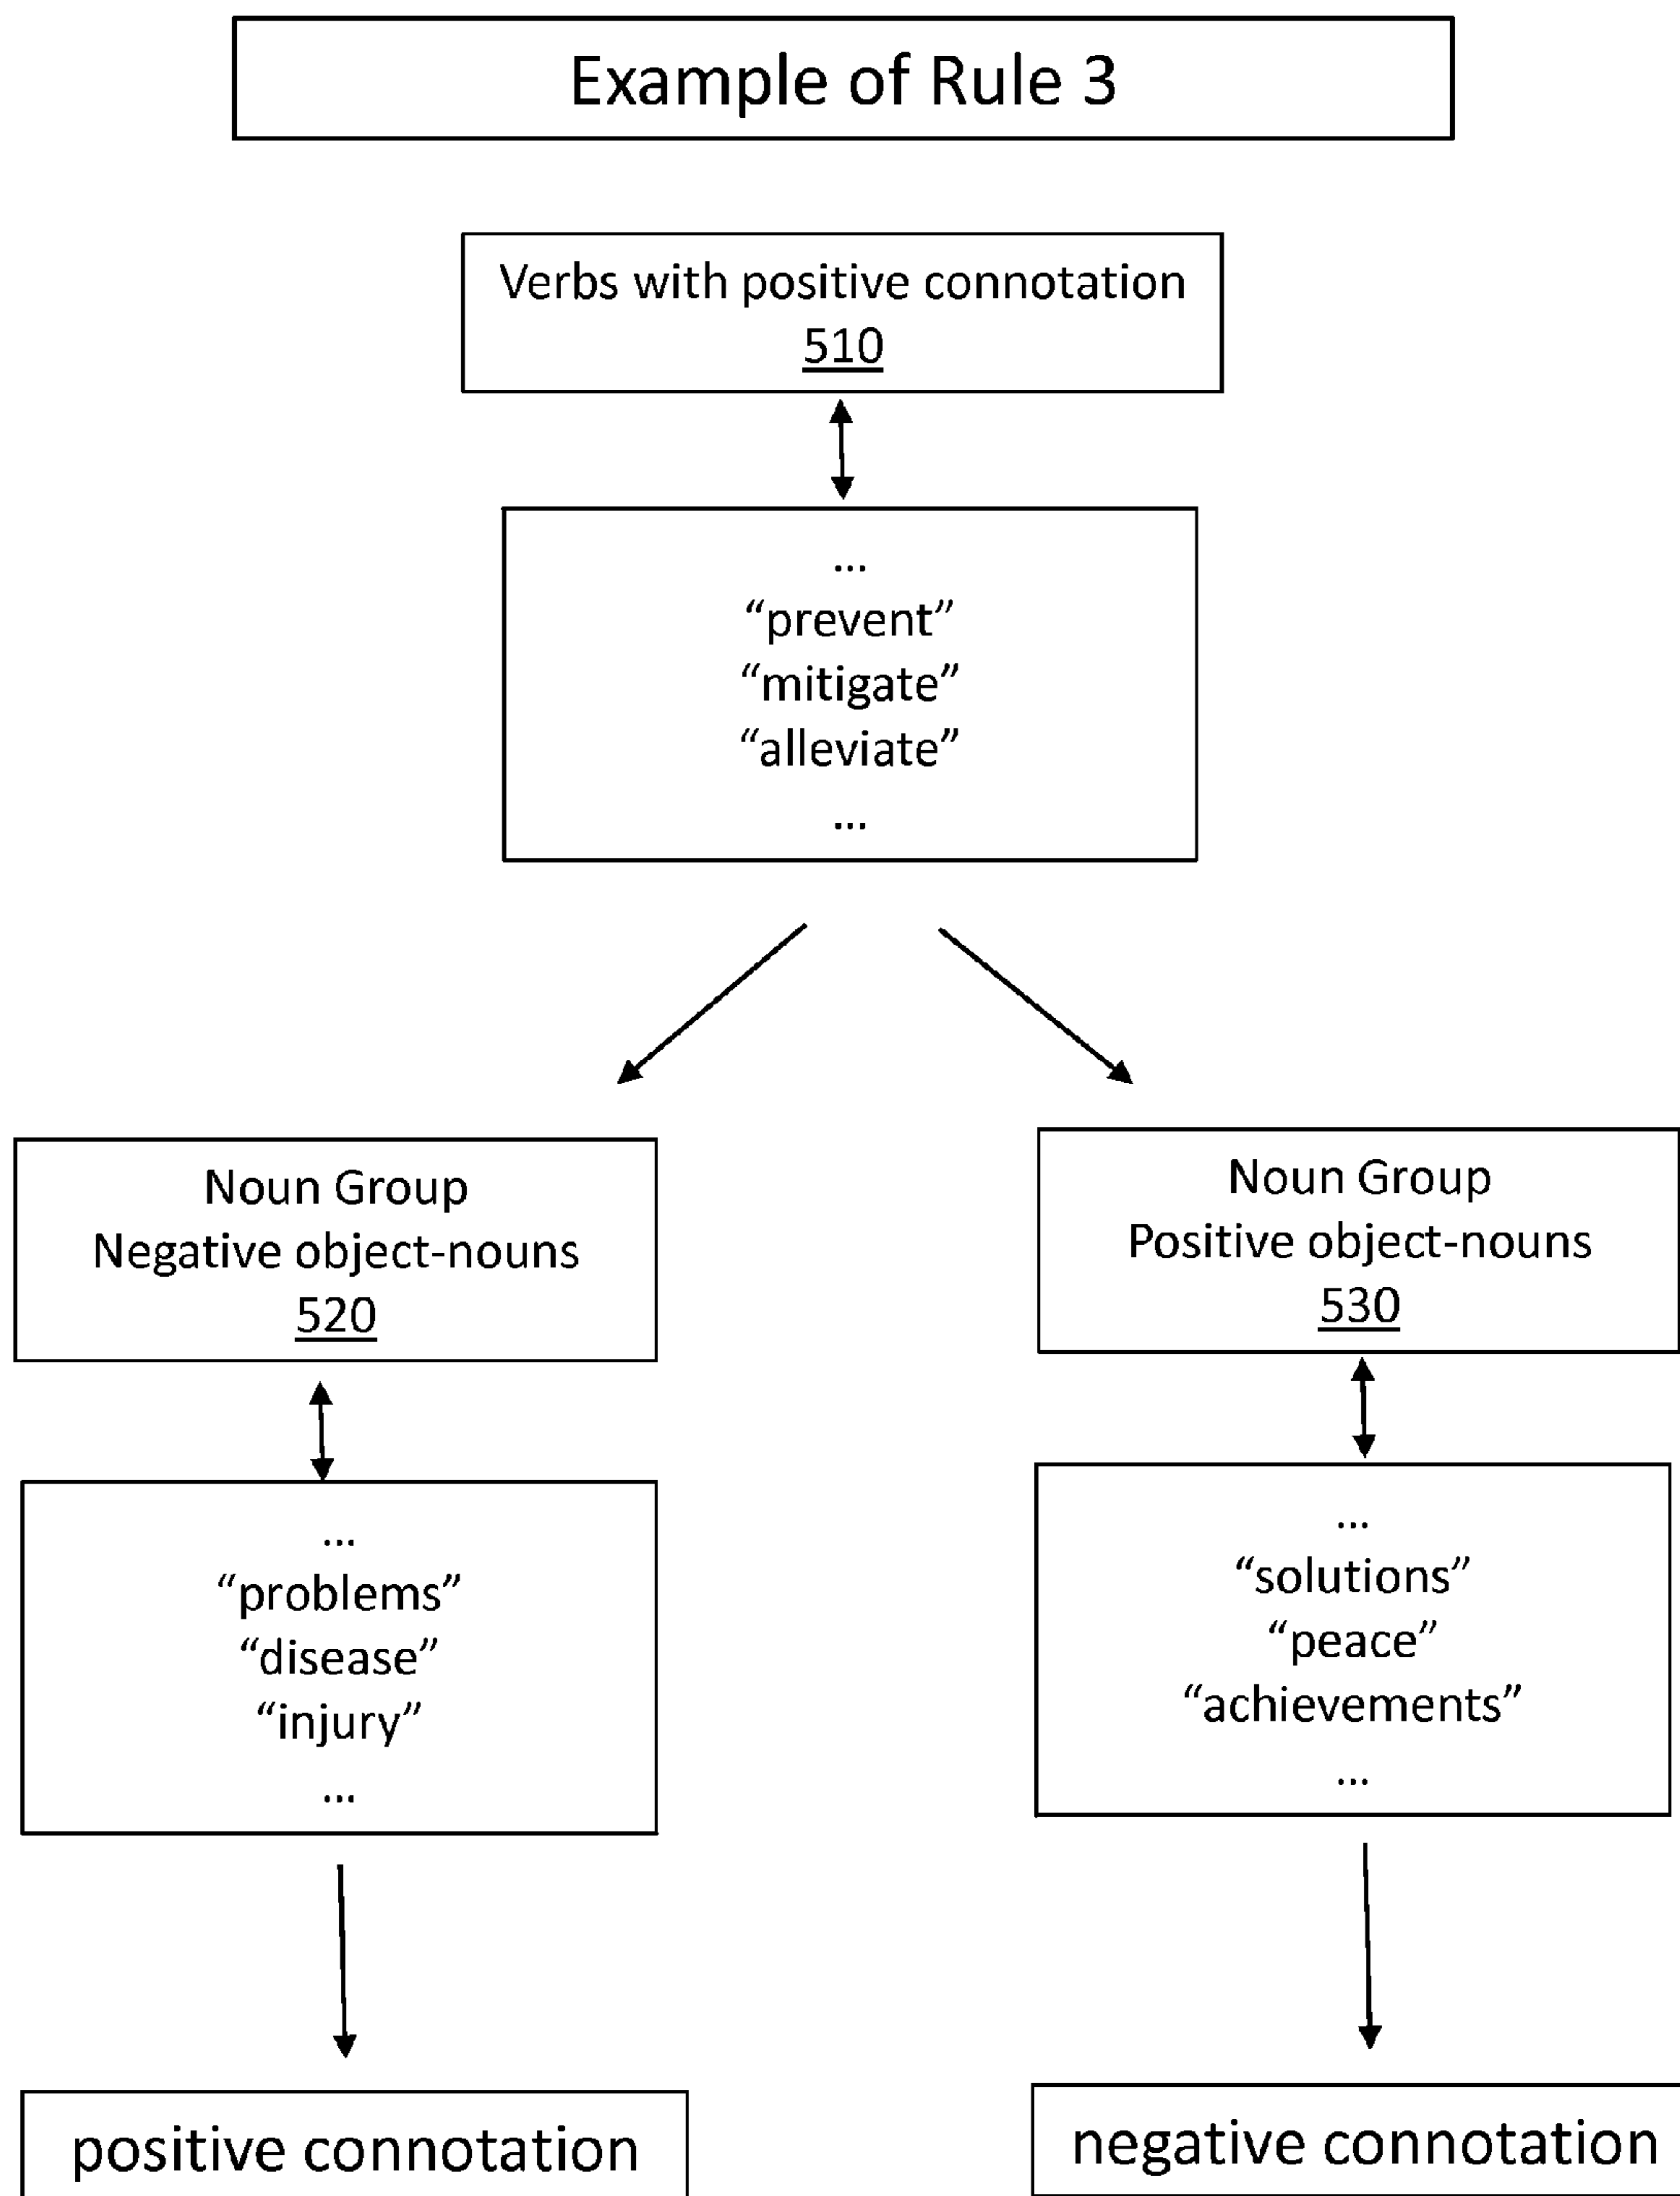 Example of Rule 3
Verbs with positive connotation
510
...
“prevent”
“mitigate”
“alleviate”
...
Noun Group
Negative object-nouns
520
...
“problems”
“disease”
“injury”
...
positive connotation
Noun Group
Positive object-nouns
530
...
“solutions”
“peace”
“achievements”
...
negative connotation